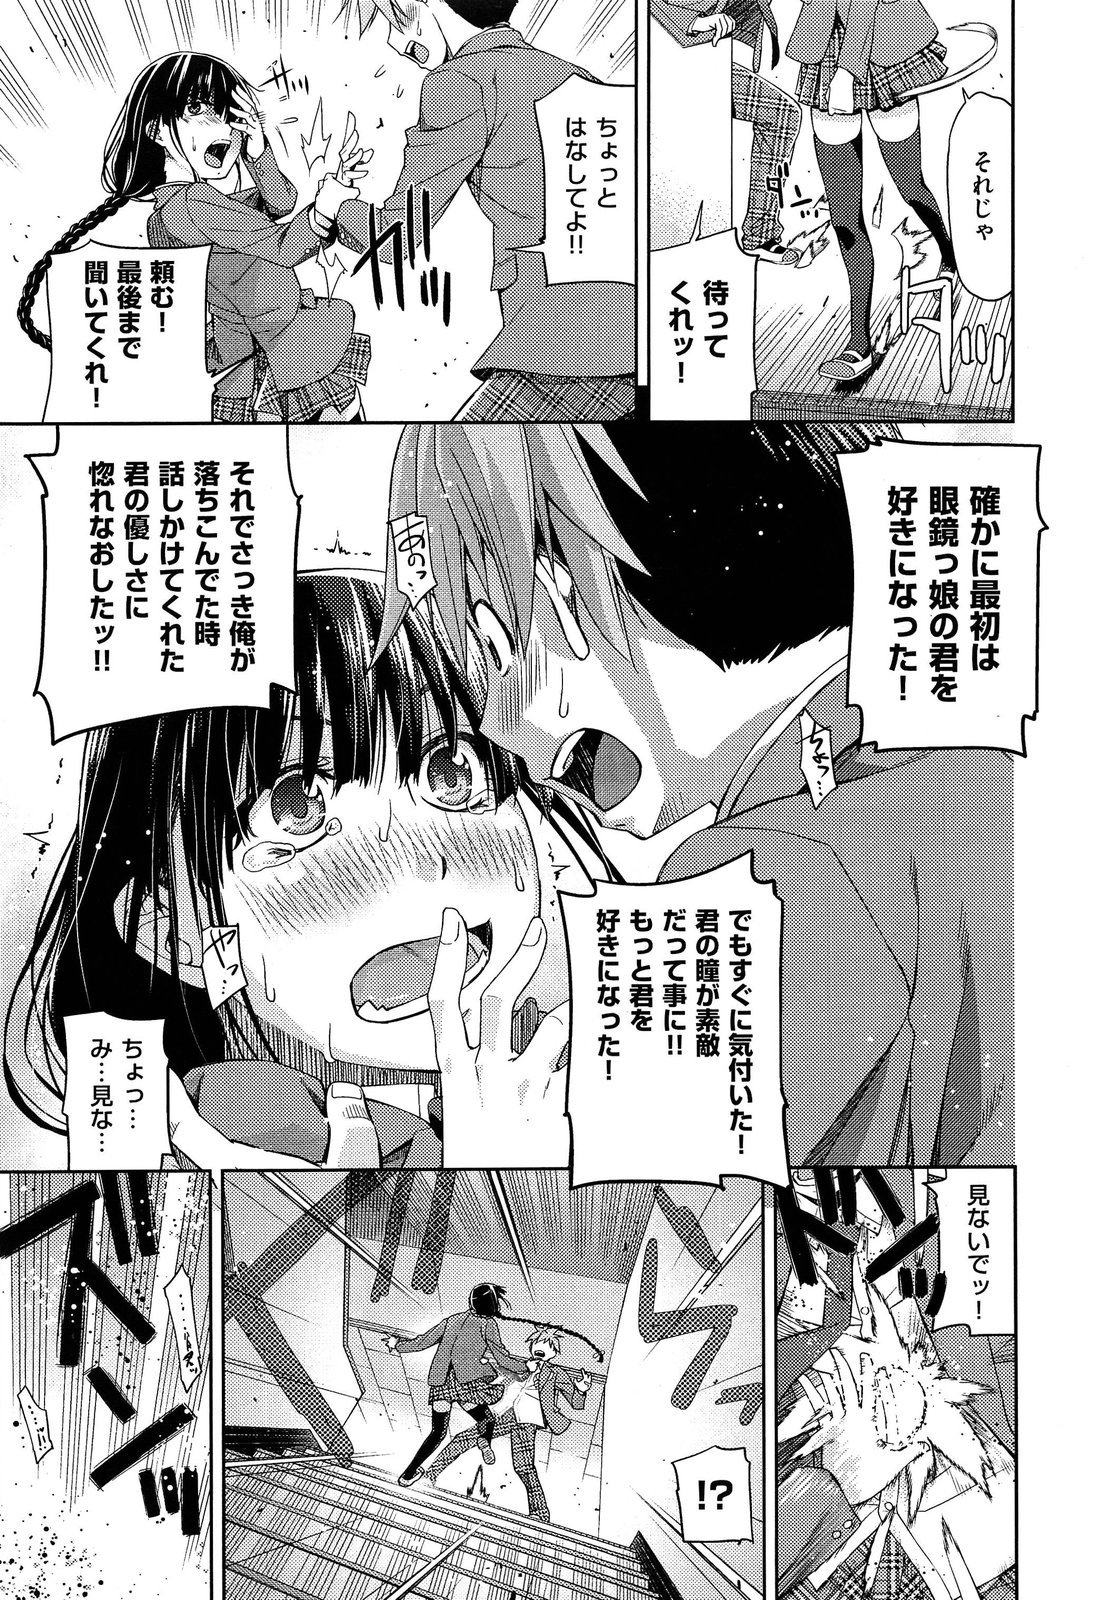 それじゃ
ダッ
待って
くれッ!
ちょっと
はなしてよ!!
ガッ
頼む!
最後まで
聞いてくれ!
確かに最初は
眼鏡っ娘の君を
好きになった!
ちょっ…
あのっ
でもすぐに気付いた!
君の瞳が素敵
だって事に!!
もっと君を
好きになった!
それでさっき俺が
落ちこんでた時
話しかけてくれた
君の優しさに
惚れなおしたッ!!
やっ
ちょっ…
み…見な…
見ないでッ!
!?